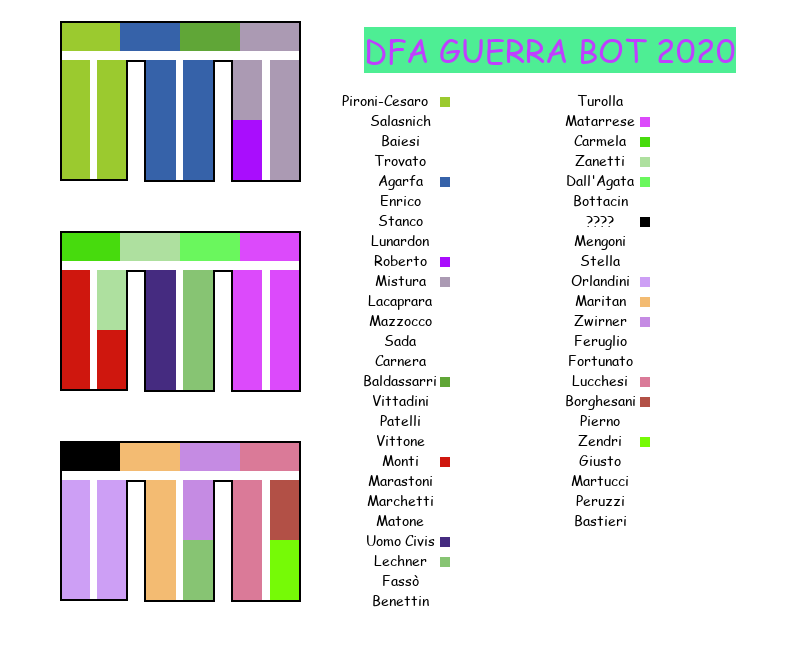 DFA GUERRA BOT 2020
Pironi-Cesaro
Salasnich
Baiesi
Trovato
Agarfa
Enrico
Stanco
Lunardon
Roberto
Mistura
Lacaprara
Mazzocco
Sada
Carnera
Baldassarri
Vittadini
Patelli
Vittone
Monti
Marastoni
Marchetti
Matone
Uomo Civis
Lechner
Fassò
Benettin
Turolla
Matarrese
Carmela
Zanetti
Dall'Agata
Bottacin
????
Mengoni
Stella
Orlandini
Maritan
Zwirner
Feruglio
Fortunato
Lucchesi
Borghesani
Pierno
Zendri
Giusto
Martucci
Peruzzi
Bastieri